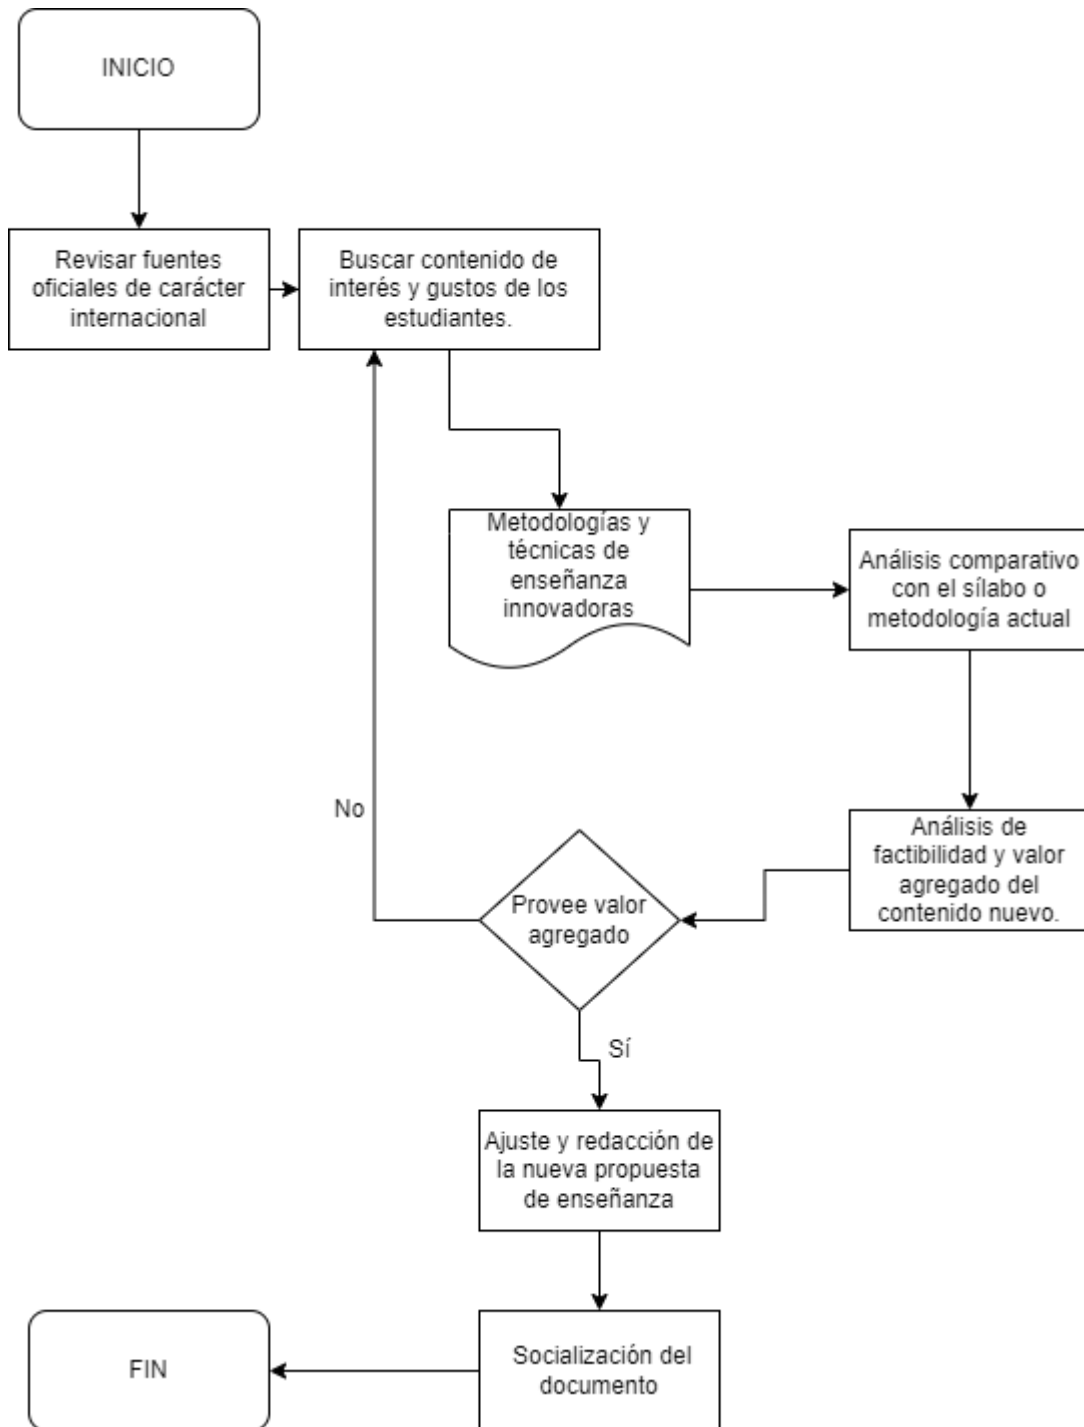 INICIO
Revisar fuentes
oficiales de carácter
internacional
Buscar contenido de
interés y gustos de los
estudiantes.
Metodologías y
técnicas de
enseñanza
innovadoras
Análisis comparativo
con el sílabo o
metodología actual
Análisis de
factibilidad y valor
agregado del
contenido nuevo.
Provee valor
agregado
No
Sí
Ajuste y redacción de
la nueva propuesta
de enseñanza
Socialización del
documento
FIN